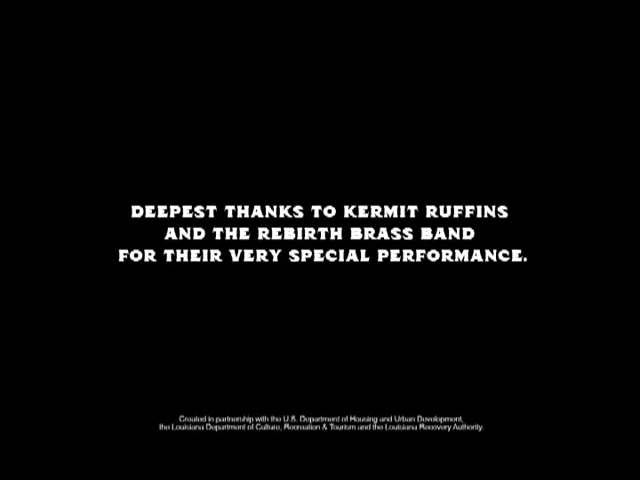 DEEPEST THANKS TO KERMIT RUFFINS
AND THE REBIRTH BRASS BAND
FOR THEIR VERY SPECIAL PERFORMANCE.
Created in partnership with the U.S. Department of Housing and Urban Development,
the Louisiana Department of Culture, Recreation & Tourism and the Louisiana Recovery Authority.